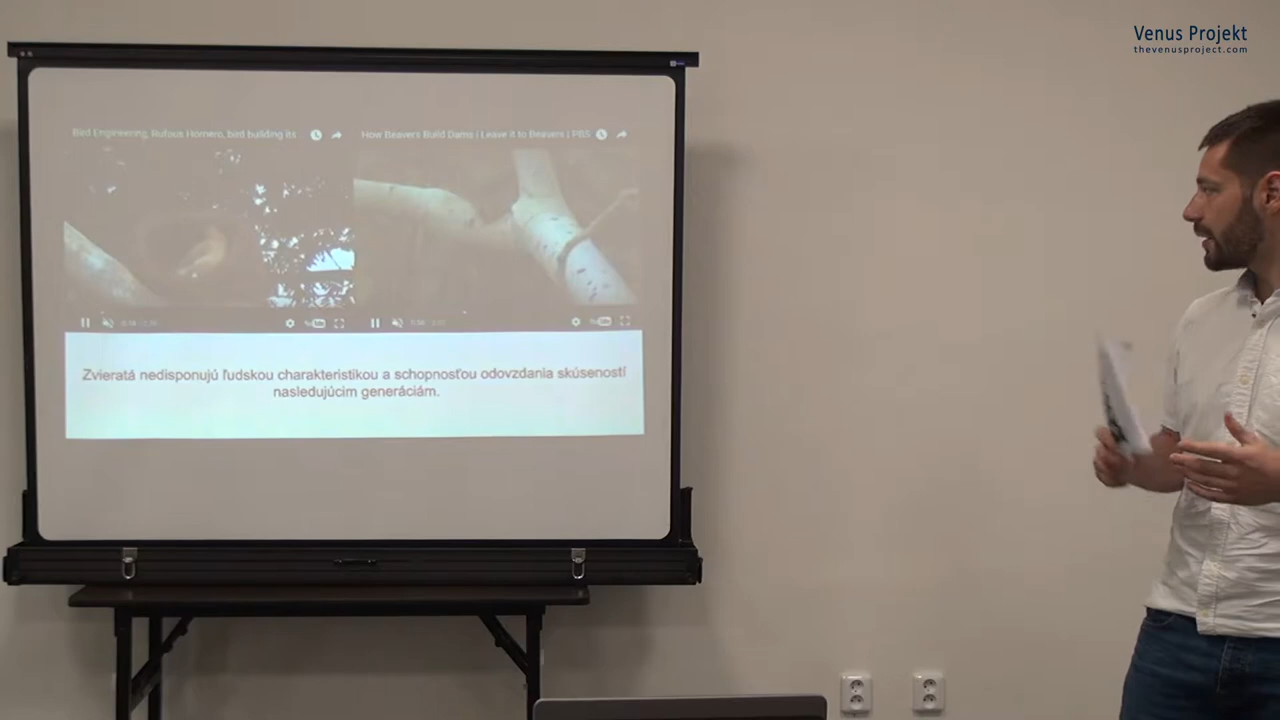 Venus Projekt
thevenusproject.com
Bird Engineering, Rufous Hornero, bird building its
How Beavers Build Dams | Leave It to Beavers | PBS
Zvieratá nedisponujú ľudskou charakteristikou a schopnosťou odovzdania skúseností
nasledujúcim generáciám.